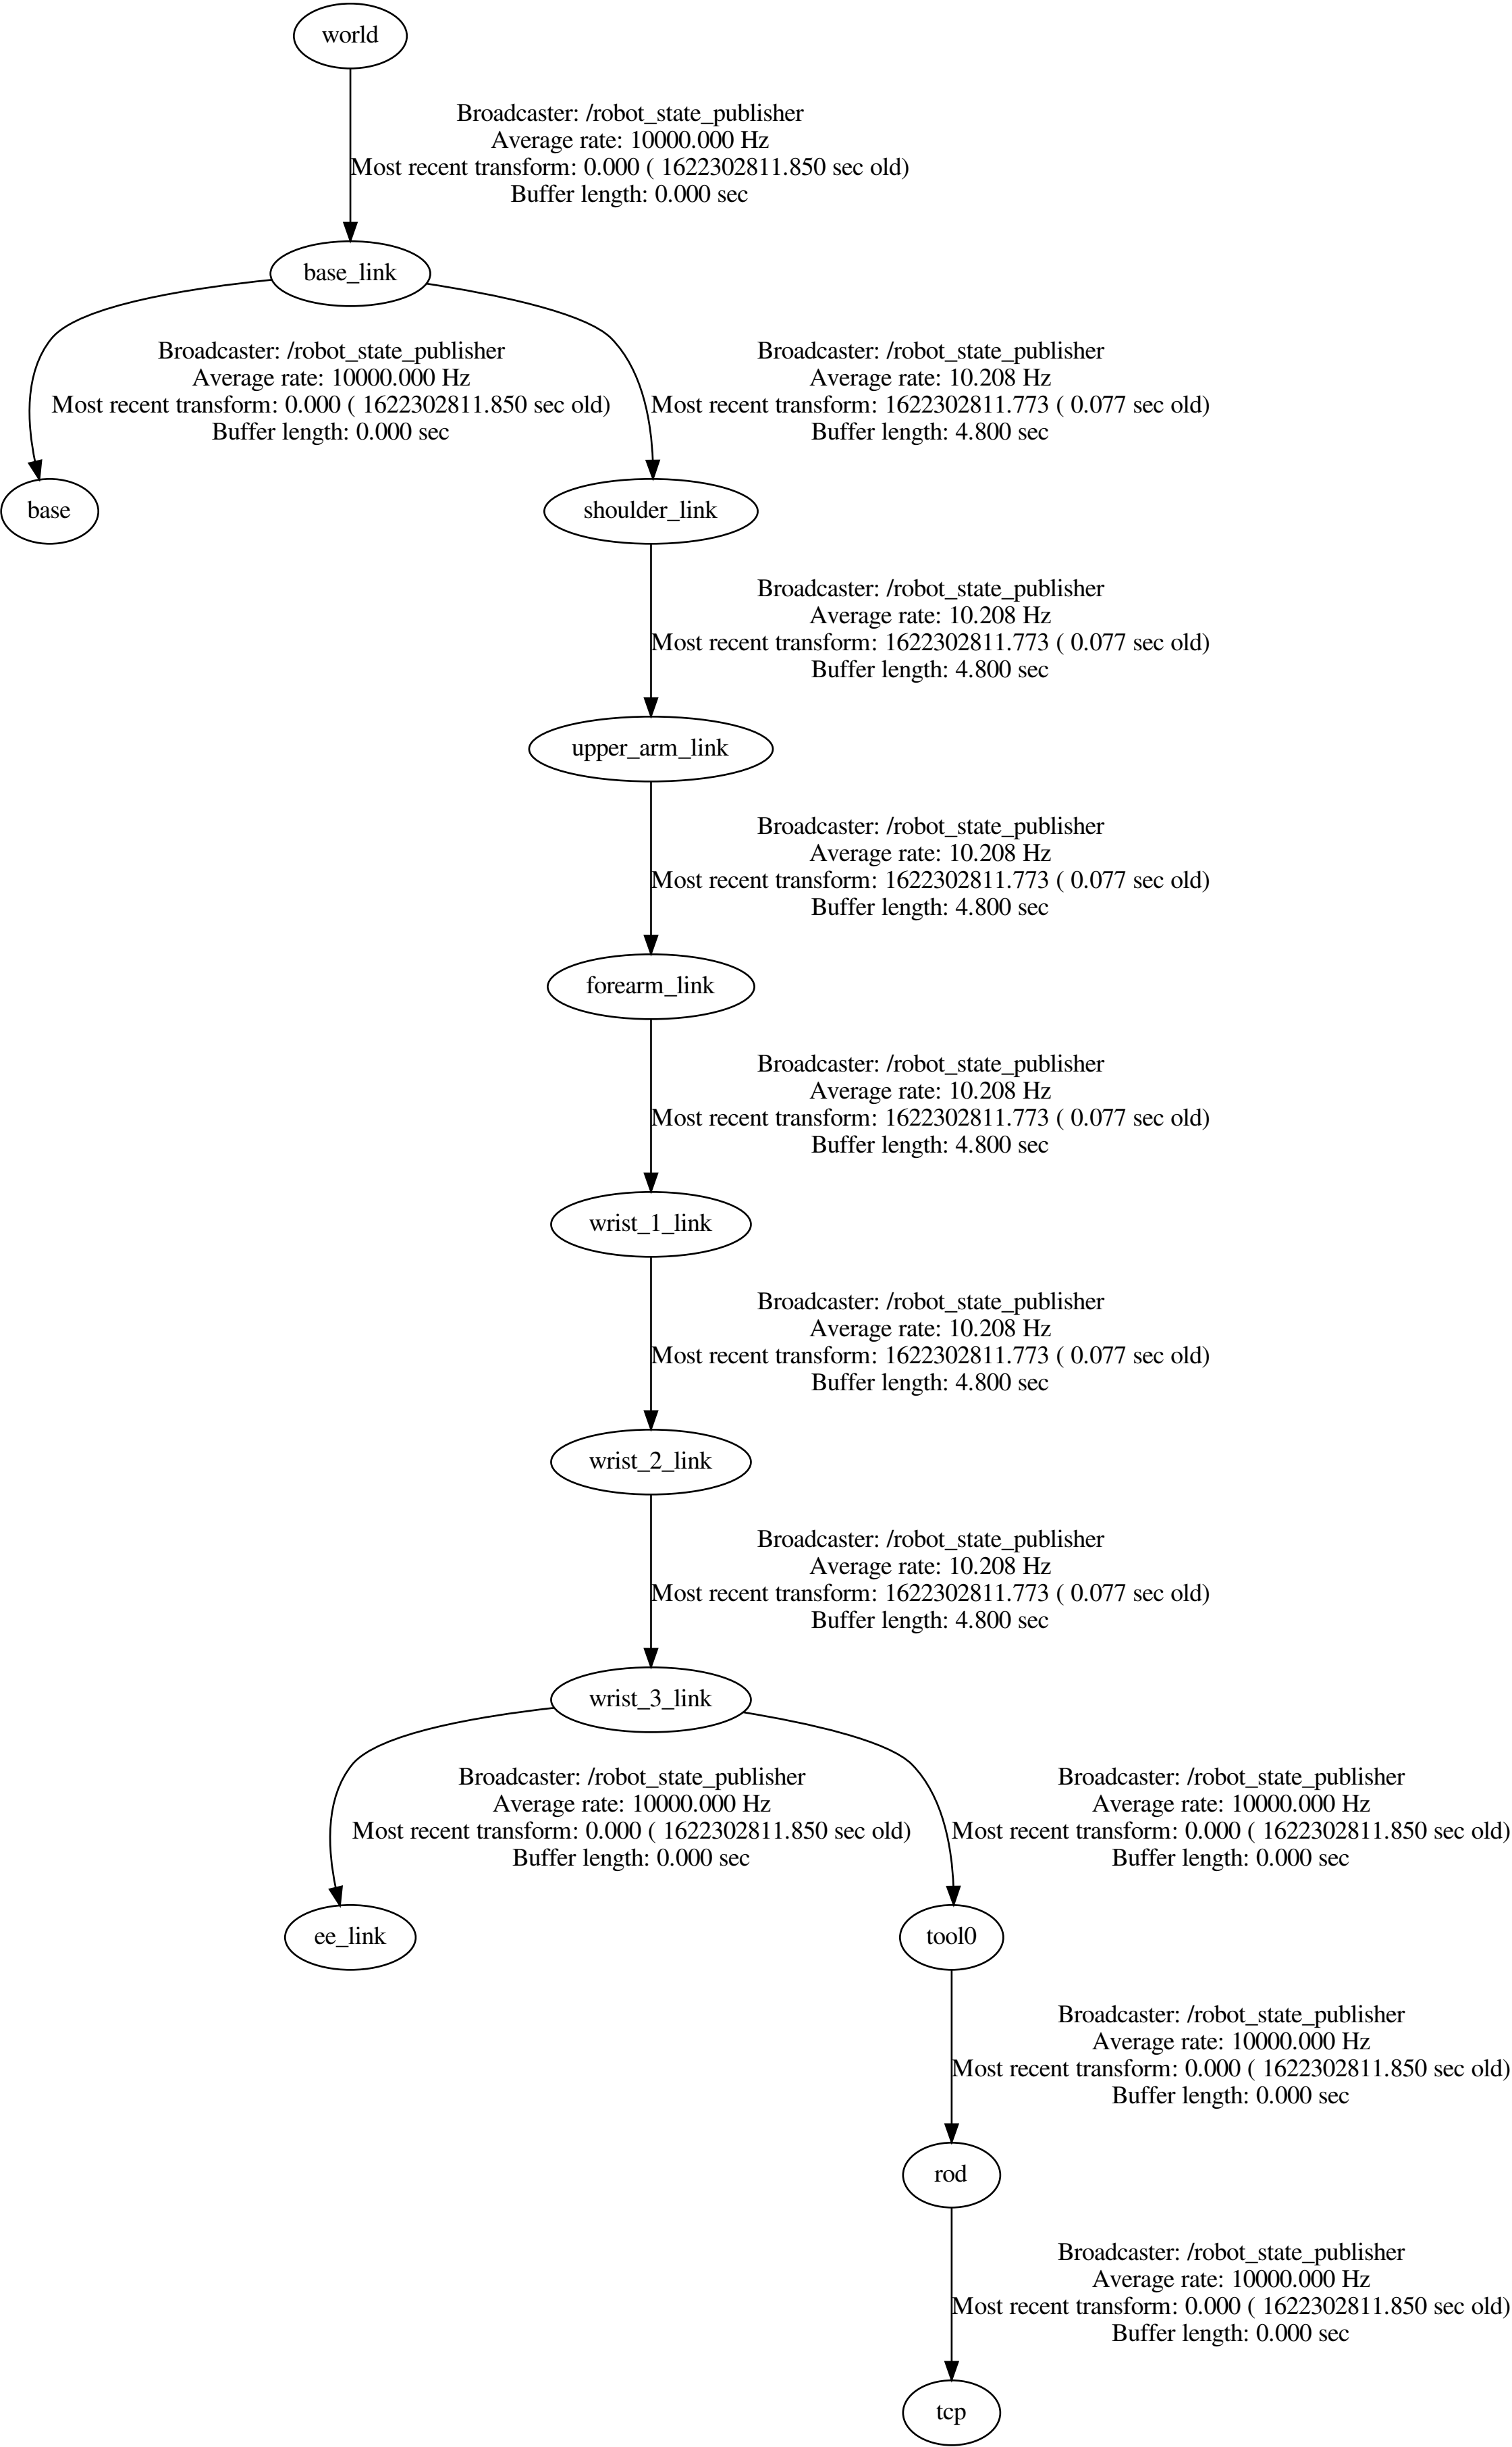 world
Broadcaster: /robot_state_publisher
Average rate: 10000.000 Hz
Most recent transform: 0.000 ( 1622302811.850 sec old)
Buffer length: 0.000 sec
base_link
Broadcaster: /robot_state_publisher
Average rate: 10000.000 Hz
Most recent transform: 0.000 ( 1622302811.850 sec old)
Buffer length: 0.000 sec
Broadcaster: /robot_state_publisher
Average rate: 10.208 Hz
Most recent transform: 1622302811.773 ( 0.077 sec old)
Buffer length: 4.800 sec
base
shoulder_link
Broadcaster: /robot_state_publisher
Average rate: 10.208 Hz
Most recent transform: 1622302811.773 ( 0.077 sec old)
Buffer length: 4.800 sec
upper_arm_link
Broadcaster: /robot_state_publisher
Average rate: 10.208 Hz
Most recent transform: 1622302811.773 ( 0.077 sec old)
Buffer length: 4.800 sec
forearm_link
Broadcaster: /robot_state_publisher
Average rate: 10.208 Hz
Most recent transform: 1622302811.773 ( 0.077 sec old)
Buffer length: 4.800 sec
wrist_1_link
Broadcaster: /robot_state_publisher
Average rate: 10.208 Hz
Most recent transform: 1622302811.773 ( 0.077 sec old)
Buffer length: 4.800 sec
wrist_2_link
Broadcaster: /robot_state_publisher
Average rate: 10.208 Hz
Most recent transform: 1622302811.773 ( 0.077 sec old)
Buffer length: 4.800 sec
wrist_3_link
Broadcaster: /robot_state_publisher
Average rate: 10000.000 Hz
Most recent transform: 0.000 ( 1622302811.850 sec old)
Buffer length: 0.000 sec
Broadcaster: /robot_state_publisher
Average rate: 10000.000 Hz
Most recent transform: 0.000 ( 1622302811.850 sec old)
Buffer length: 0.000 sec
ee_link
tool0
Broadcaster: /robot_state_publisher
Average rate: 10000.000 Hz
Most recent transform: 0.000 ( 1622302811.850 sec old)
Buffer length: 0.000 sec
rod
Broadcaster: /robot_state_publisher
Average rate: 10000.000 Hz
Most recent transform: 0.000 ( 1622302811.850 sec old)
Buffer length: 0.000 sec
tcp